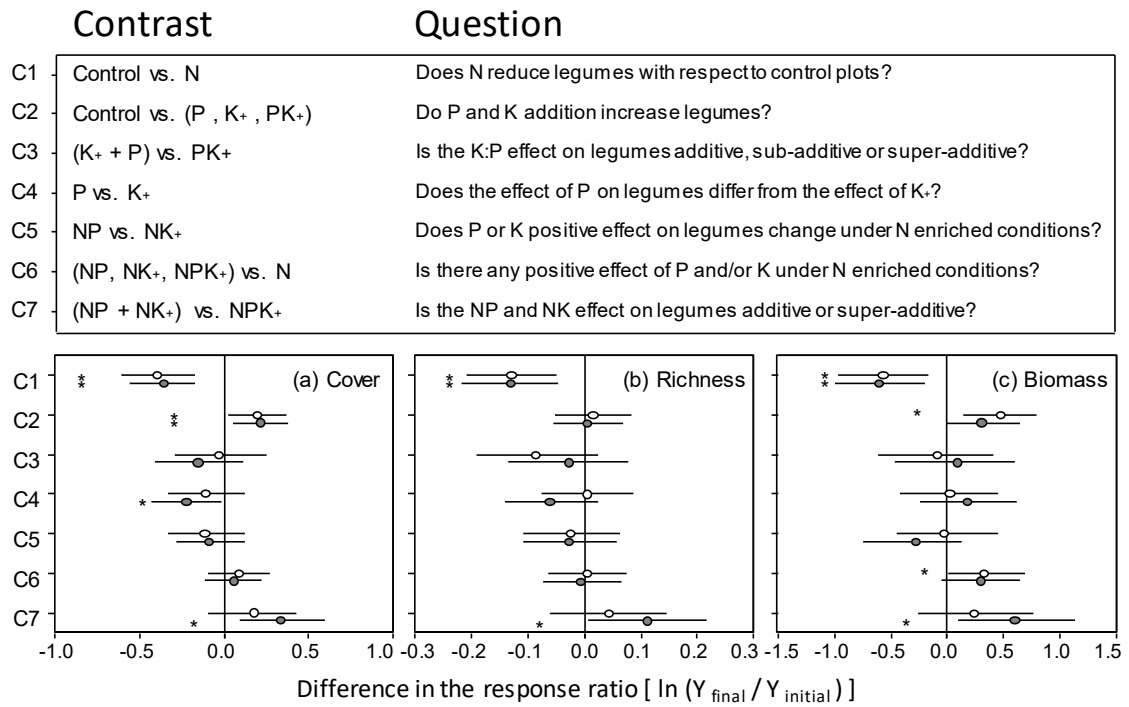 Contrast Question
C1 Control vs. N Does N reduce legumes with respect to control plots?
C2 Control vs. (P , K+ , PK+) Do P and K addition increase legumes?
C3 (K+ + P) vs. PK+ Is the K:P effect on legumes additive, sub-additive or super-additive?
C4 P vs. K+ Does the effect of P on legumes differ from the effect of K+?
C5 NP vs. NK+ Does P or K positive effect on legumes change under N enriched conditions?
C6 (NP, NK+, NPK+) vs. N Is there any positive effect of P and/or K under N enriched conditions?
C7 (NP + NK+) vs. NPK+ Is the NP and NK effect on legumes additive or super-additive?
(a) Cover (b) Richness (c) Biomass
C1 * * * * * *
C2 * * *
C3
C4 *
C5
C6 *
C7 * * *
-1.0 -0.5 0.0 0.5 1.0 -0.3 -0.2 -0.1 0.0 0.1 0.2 0.3 -1.5 -1.0 -0.5 0.0 0.5 1.0 1.5
Difference in the response ratio [ ln (Y final / Y initial) ]